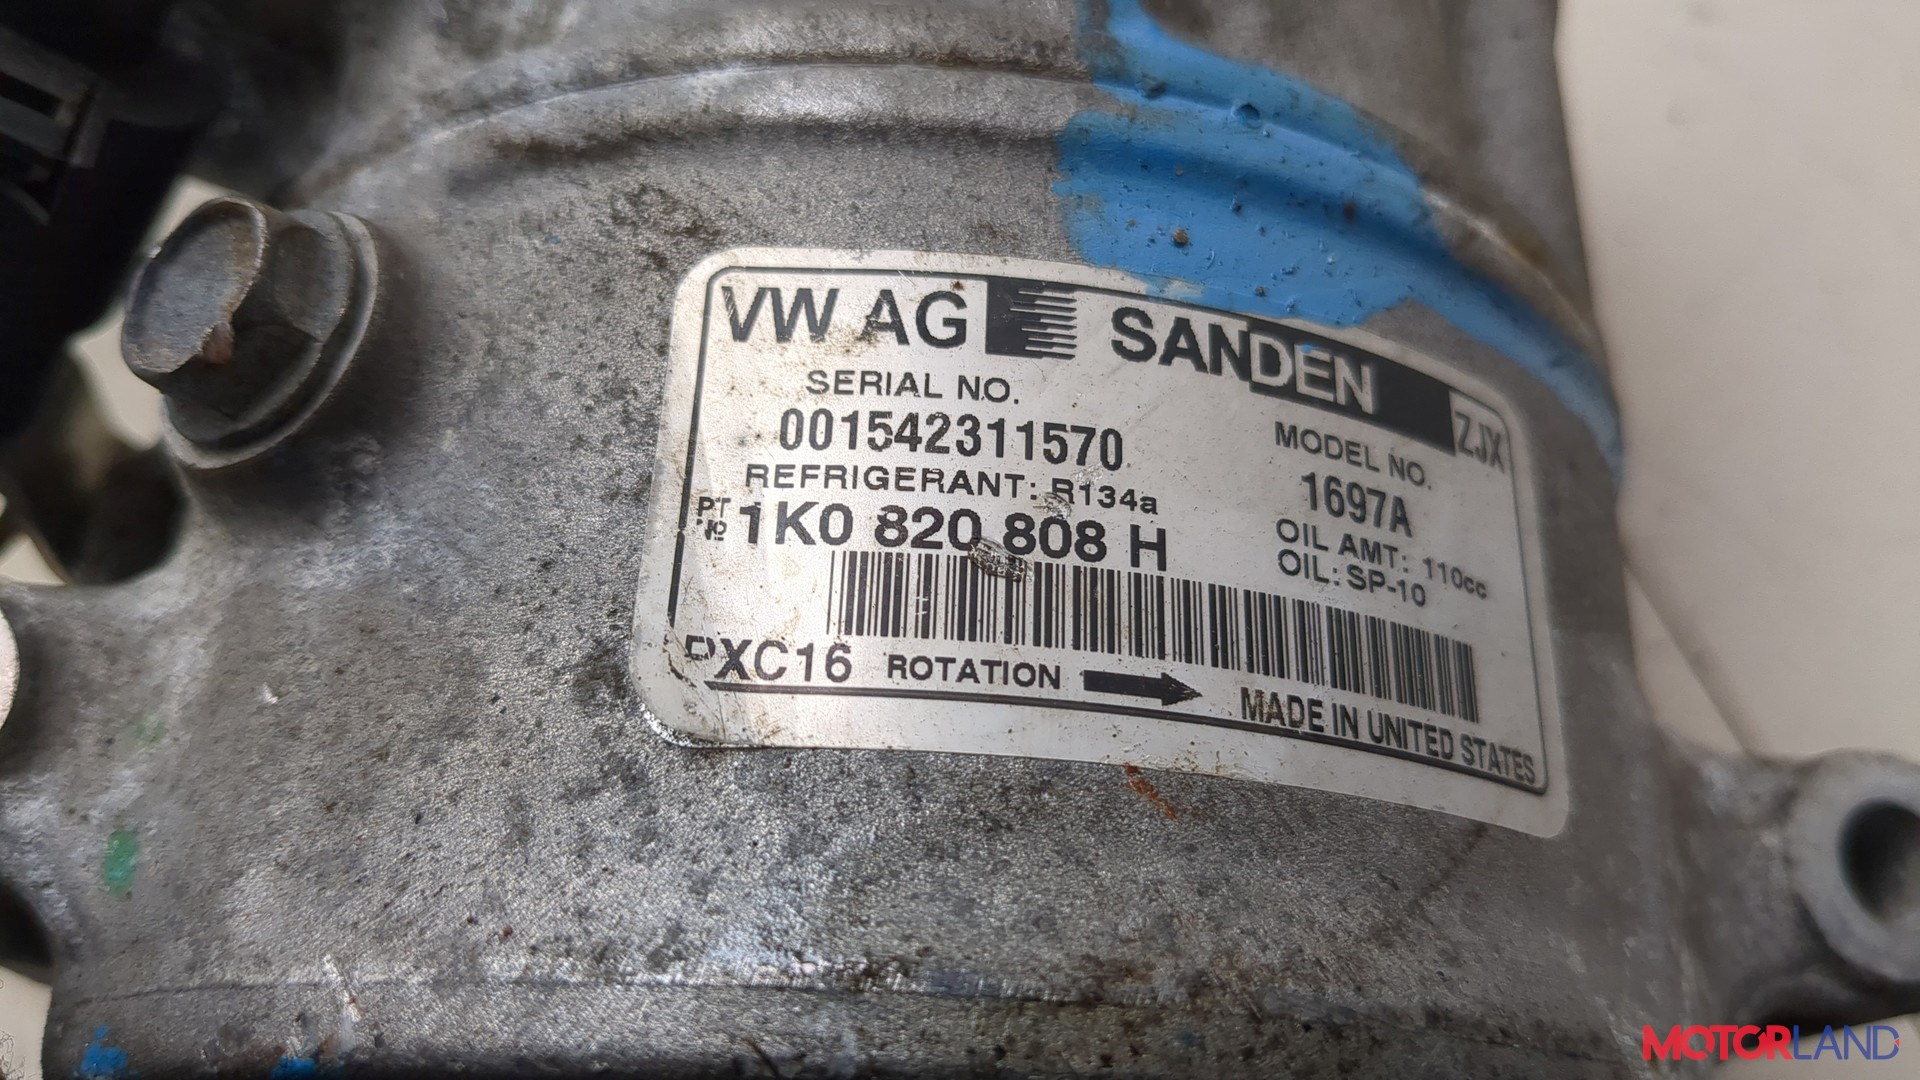 VW AG SANDEN ZJX
SERIAL NO.
001542311570
MODEL NO.
1697A
REFRIGERANT: R134a
PT NO 1K0 820 808 H
OIL AMT: 110cc
OIL: SP-10
PXC16 ROTATION
MADE IN UNITED STATES
MOTORLAND